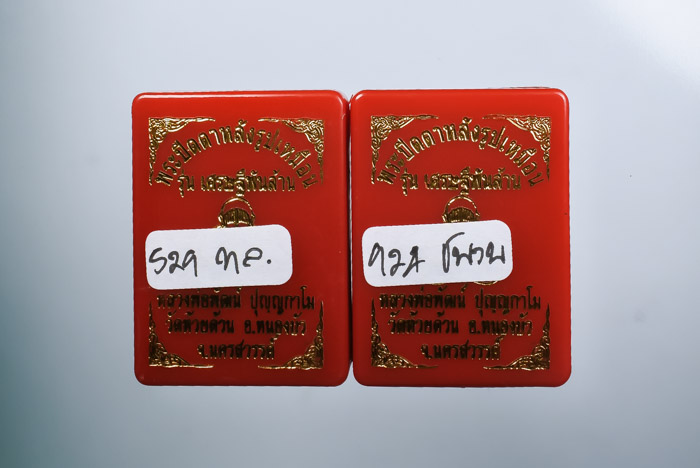 พระปิดตาหลังรูปเหมือน
รุ่น เศรษฐีพันล้าน
529 ทอ.
หลวงพ่อพัฒน์ ปุญฺญกาโม
วัดห้วยด้วน อ.หนองบัว
จ.นครสวรรค์
พระปิดตาหลังรูปเหมือน
รุ่น เศรษฐีพันล้าน
หลวงพ่อพัฒน์ ปุญฺญกาโม
วัดห้วยด้วน อ.หนองบัว
จ.นครสวรรค์